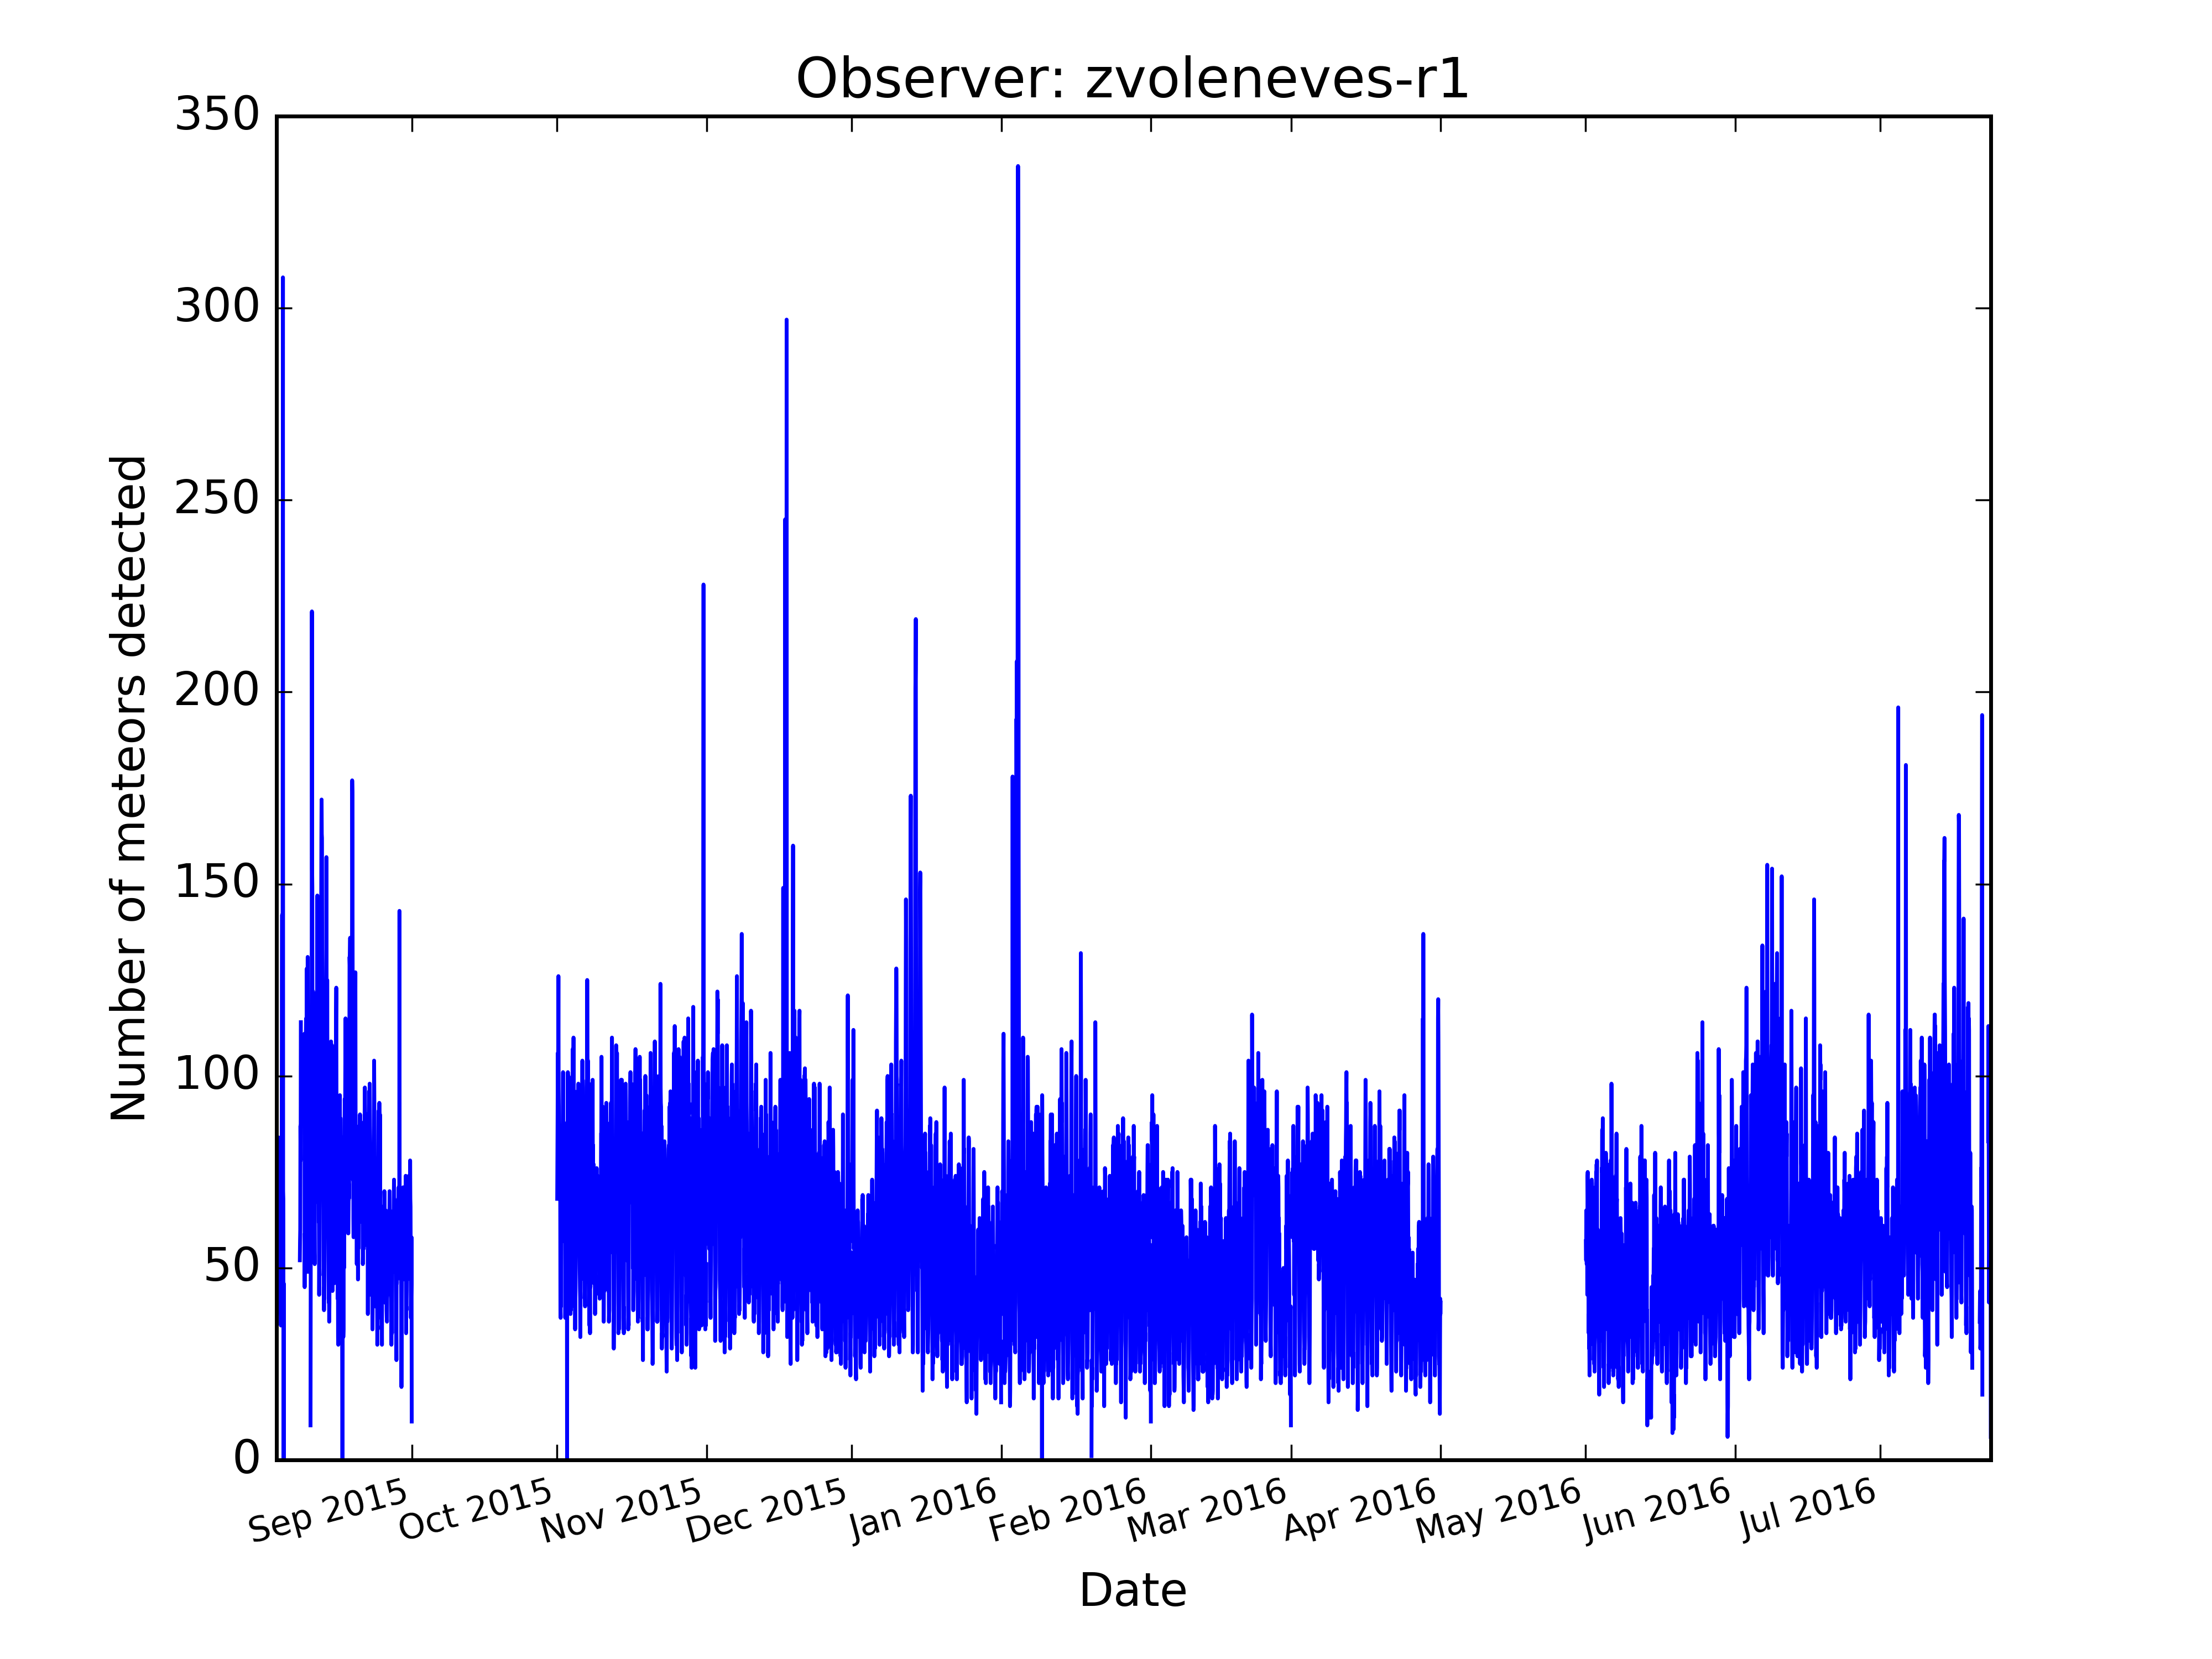 Observer: zvoleneves-r1
350
300
250
200
150
100
50
0
Number of meteors detected
Sep 2015
Oct 2015
Nov 2015
Dec 2015
Jan 2016
Feb 2016
Mar 2016
Apr 2016
May 2016
Jun 2016
Jul 2016
Date